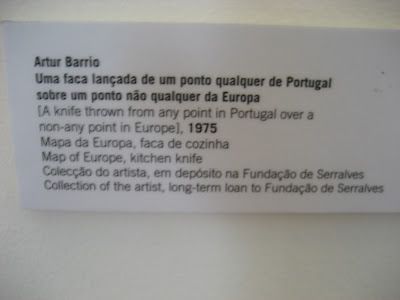 Artur Barrio
Uma faca lançada de um ponto qualquer de Portugal
sobre um ponto não qualquer da Europa
[A knife thrown from any point in Portugal over a
non-any point in Europe], 1975
Mapa da Europa, faca de cozinha
Map of Europe, kitchen knife
Colecção do artista, em depósito na Fundação de Serralves
Collection of the artist, long-term loan to Fundação de Serralves